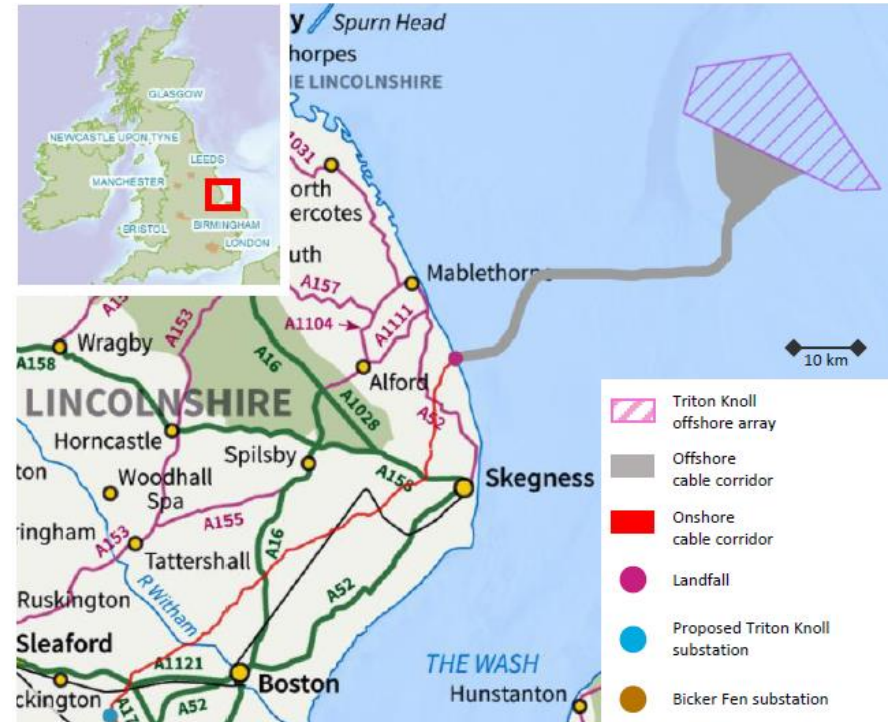 GLASGOW
NEWCASTLE UPON TYNE
LEEDS
MANCHESTER
BIRMINGHAM
BRISTOL
LONDON
y Spurn Head
horpes
E LINCOLNSHIRE
1031
orth
ercotes
uth
Mablethorpe
A157
A1104
A1111
A153
A16
Wragby
A158
Alford
A52
LINCOLNSHIRE
A1028
Horncastle
Spilsby
A158
Skegness
ton
Woodhall
Spa
A155
A16
ringham
A153
Tattershall
A52
R Witham
Ruskington
Sleaford
A1121
THE WASH
ckington
A17
A52
Boston
Hunstanton
10 km
Triton Knoll
offshore array
Offshore
cable corridor
Onshore
cable corridor
Landfall
Proposed Triton Knoll
substation
Bicker Fen substation